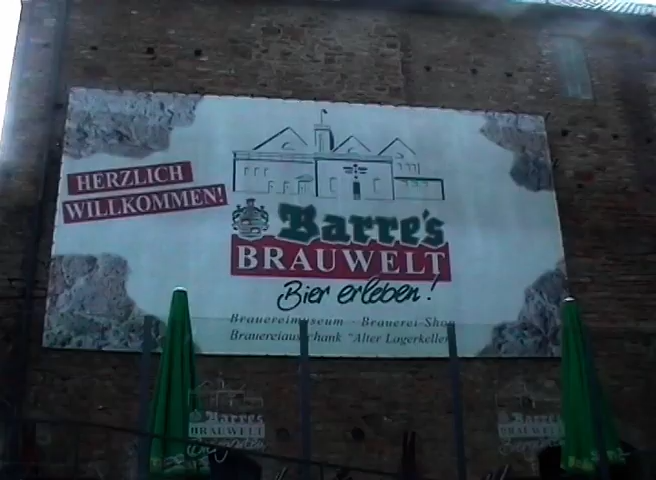 HERZLICH
WILLKOMMEN!
Barre's
BRAUWELT
Bier erleben!
Brauereimuseum - Brauerei-Shop
Brauereiausschank "Alter Lagerkeller
Barre's
BRAUWELT
Barre's
BRAUWELT